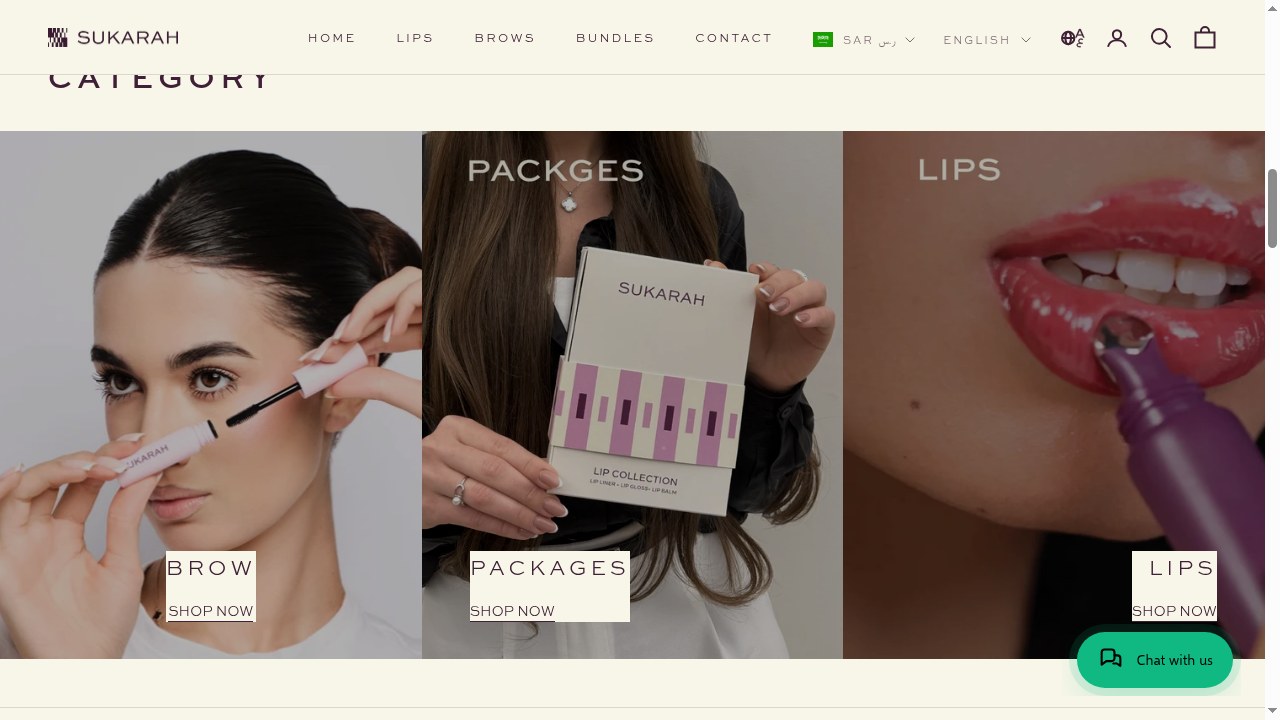 SUKARAH
HOME
LIPS
BROWS
BUNDLES
CONTACT
SAR ر.س
ENGLISH
CATEGORY
PACKGES
LIPS
SUKARAH
LIP COLLECTION
LIP LINER • LIP GLOSS • LIP BALM
SUKARAH
BROW
SHOP NOW
PACKAGES
SHOP NOW
LIPS
SHOP NOW
Chat with us